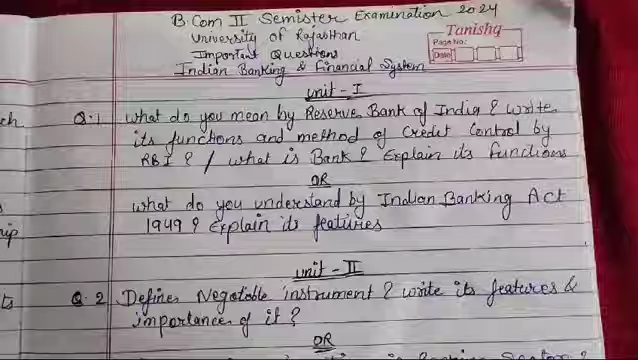 B.Com II Semister Examination 2024
University of Rajasthan
Important Questions
Indian Banking & Financial System
Tanishq
Page No:
Date
Unit - I
Q.1 What do you mean by Reserve Bank of India? Write
its functions and method of Credit Control by
RBI? / What is Bank? Explain its functions
OR
What do you understand by Indian Banking Act
1949? Explain its features
Unit - II
Q.2 Define Negotable instrument? Write its features &
importance of it?
OR